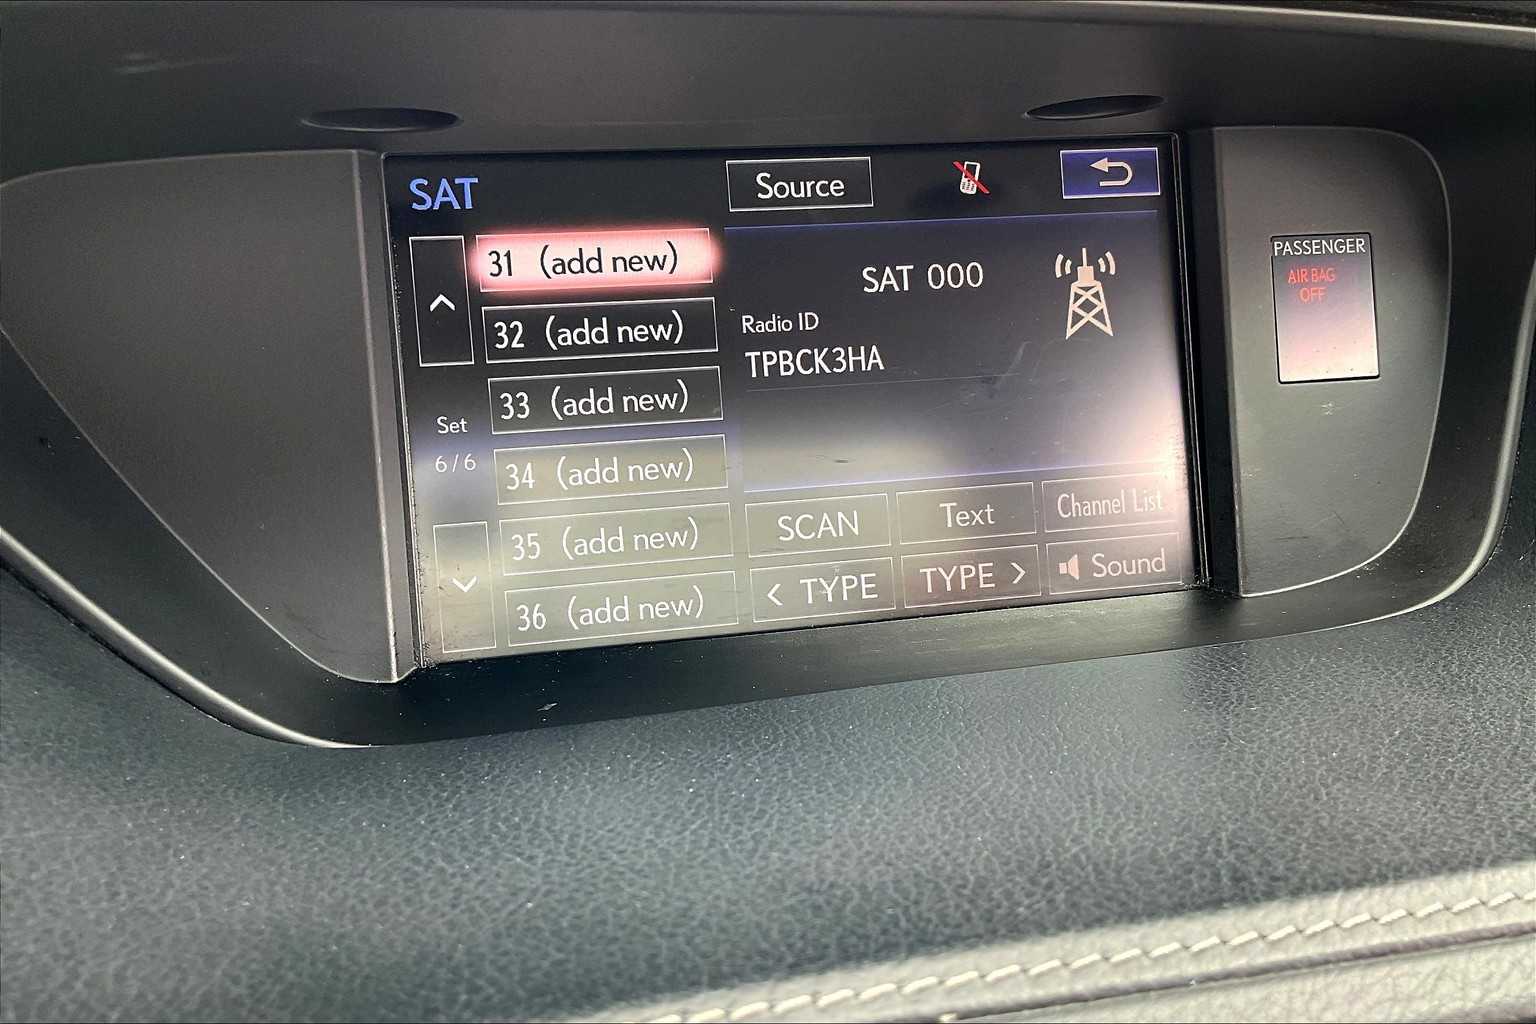 SAT
Source
31 (add new)
32 (add new)
33 (add new)
34 (add new)
35 (add new)
36 (add new)
Set
6/6
SAT 000
Radio ID
TPBCK3HA
SCAN
Text
Channel List
< TYPE
TYPE >
Sound
PASSENGER
AIR BAG
OFF